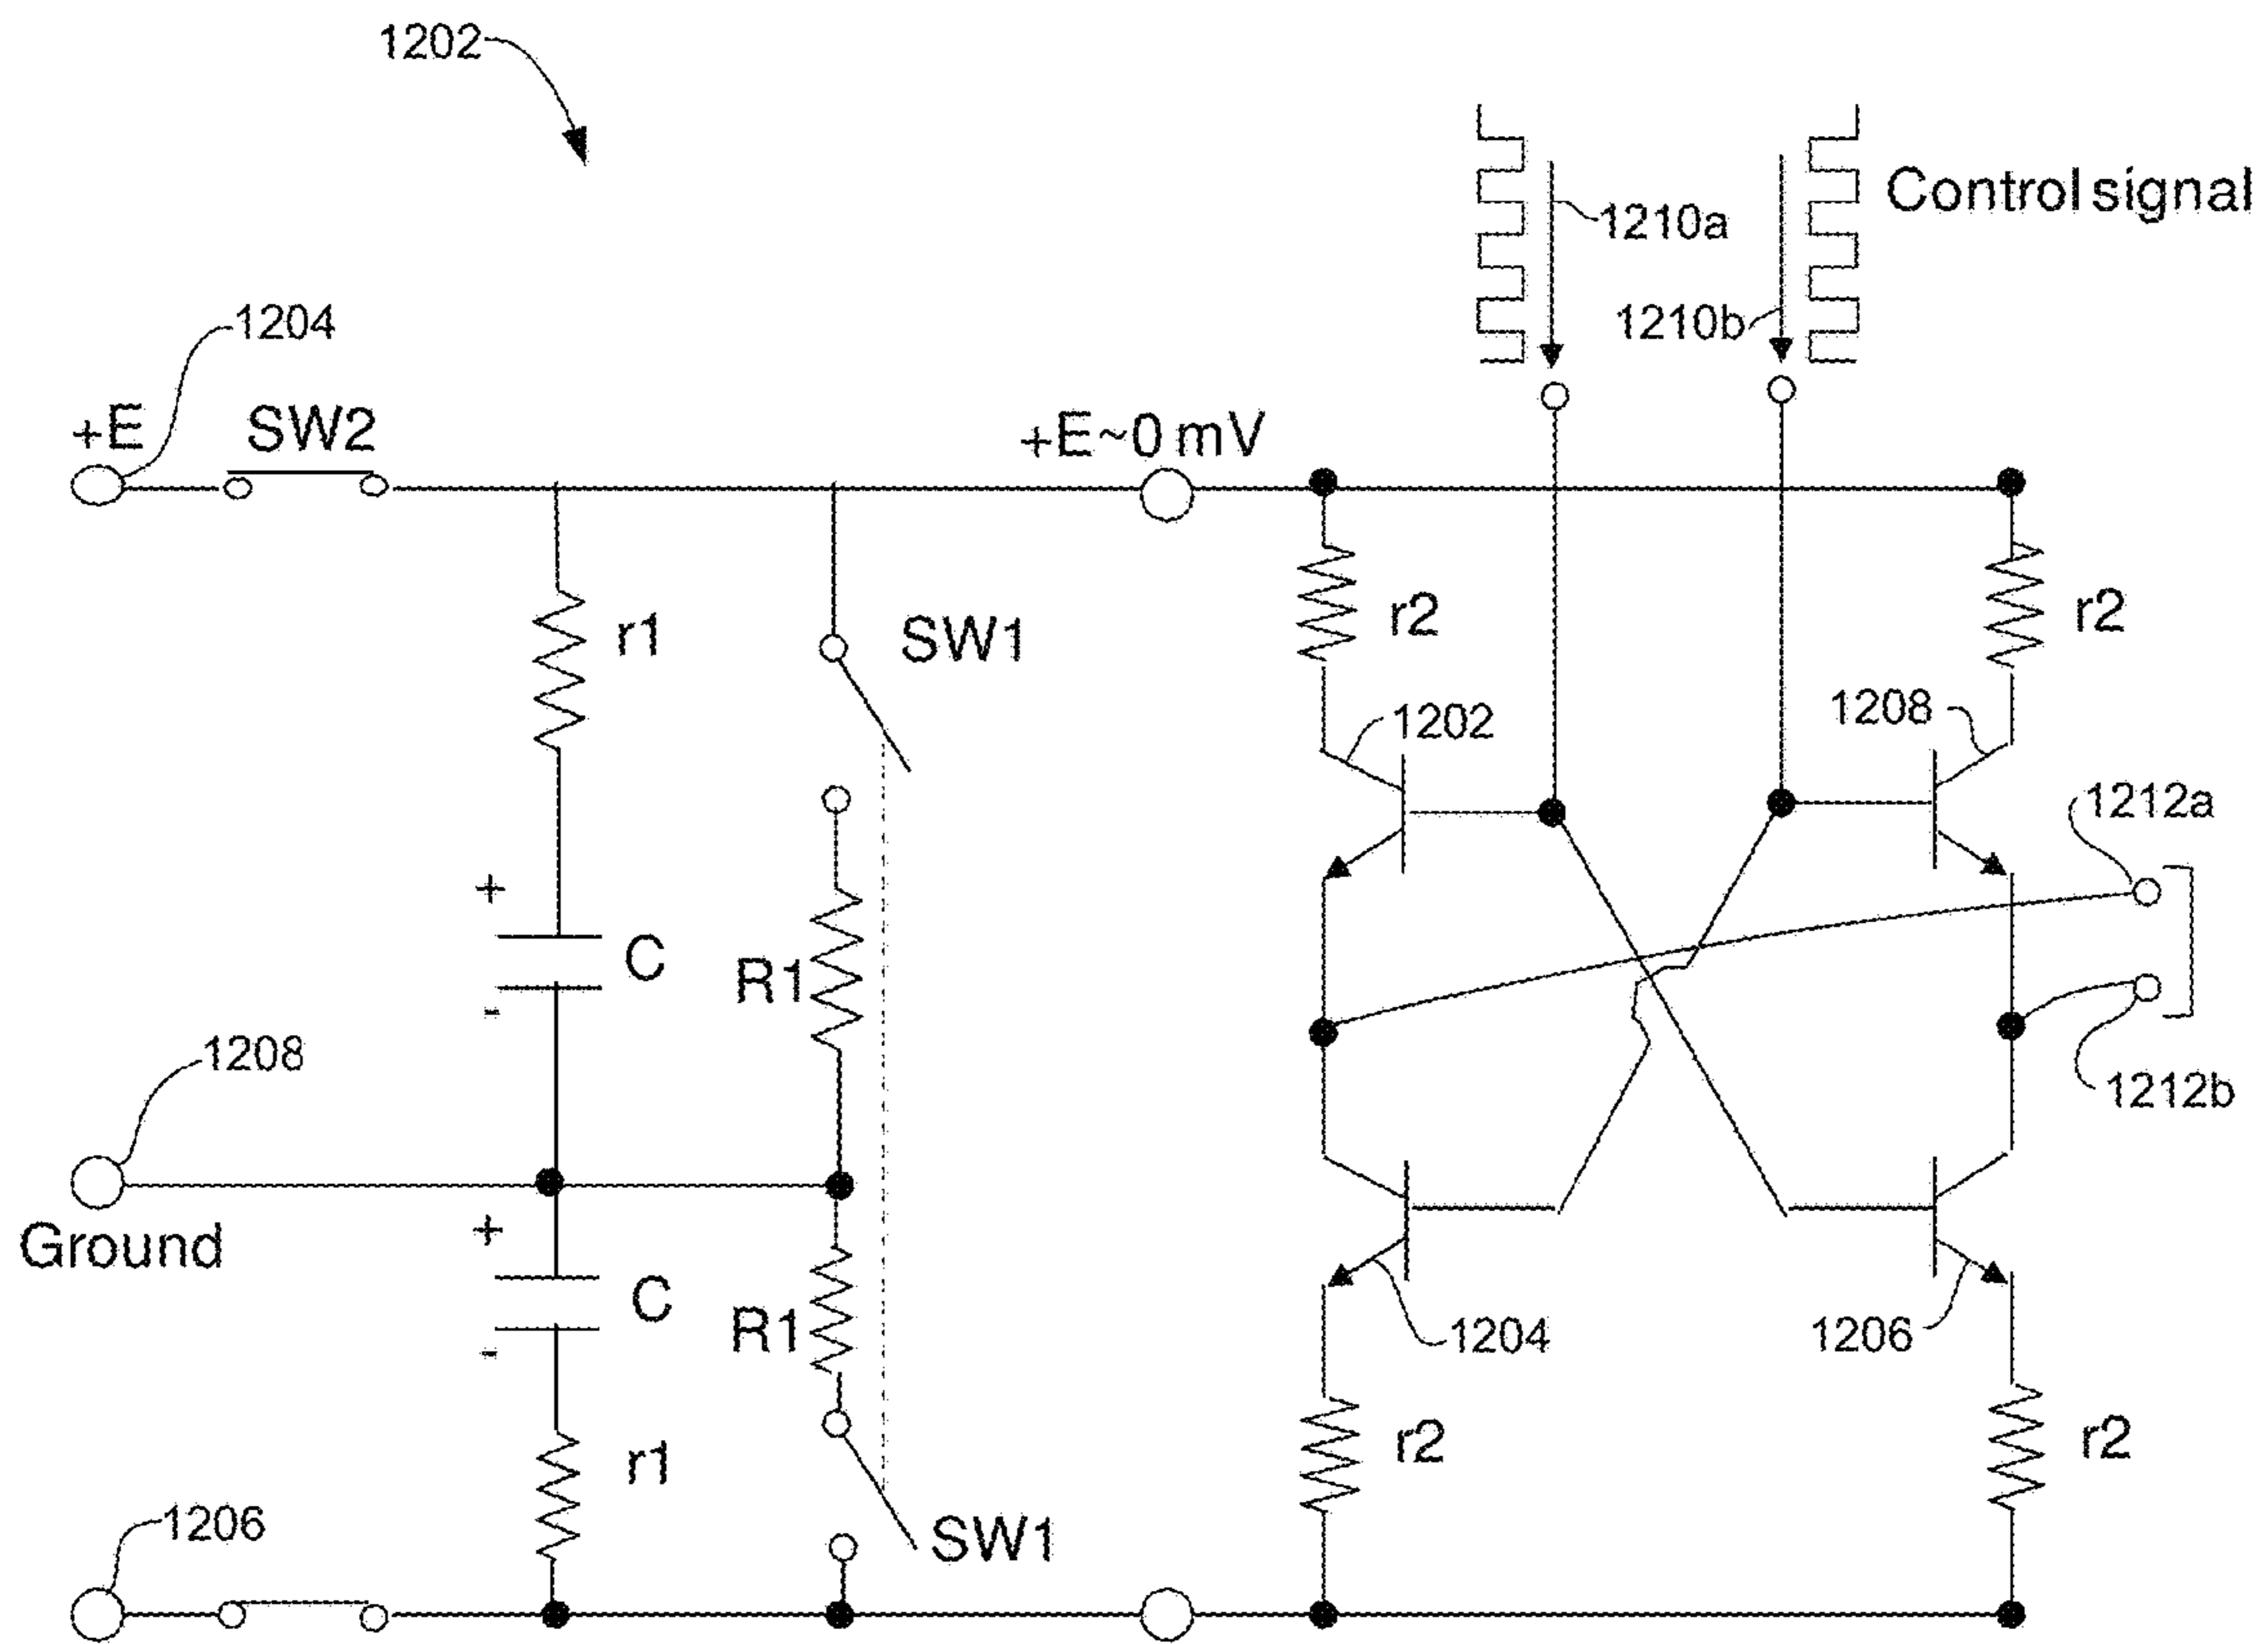 1202
1210a
Control signal
1210b
1204
+E
SW2
+E~0 mV
r1
SW1
r2
r2
1202
1208
1212a
+
C
-
R1
1208
Ground
1212b
+
C
-
R1
1204
1206
r1
r2
r2
1206
SW1